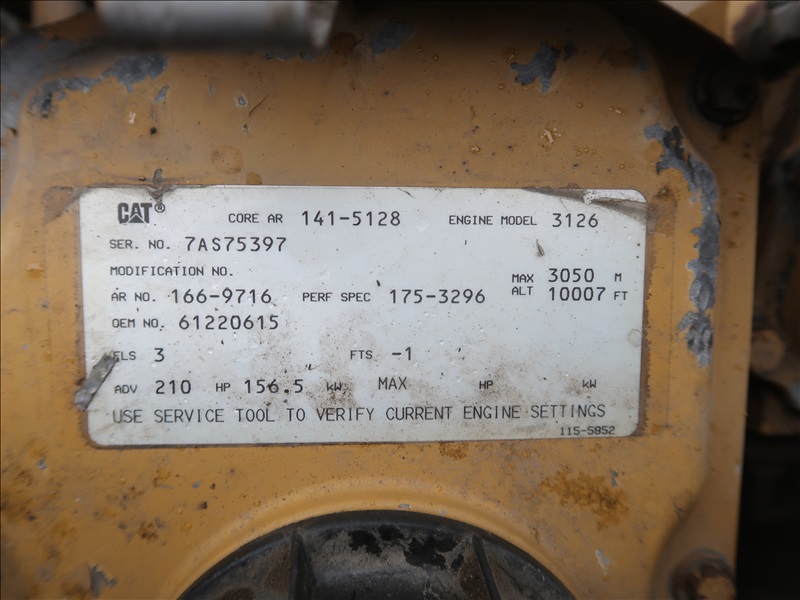 CAT® CORE AR 141-5128 ENGINE MODEL 3126
SER. NO. 7AS75397
MODIFICATION NO.
AR NO. 166-9716 PERF SPEC 175-3296 MAX ALT 3050 M 10007 FT
OEM NO. 61220615
FLS 3 FTS -1
ADV 210 HP 156.5 kW MAX HP kW
USE SERVICE TOOL TO VERIFY CURRENT ENGINE SETTINGS
115-5852